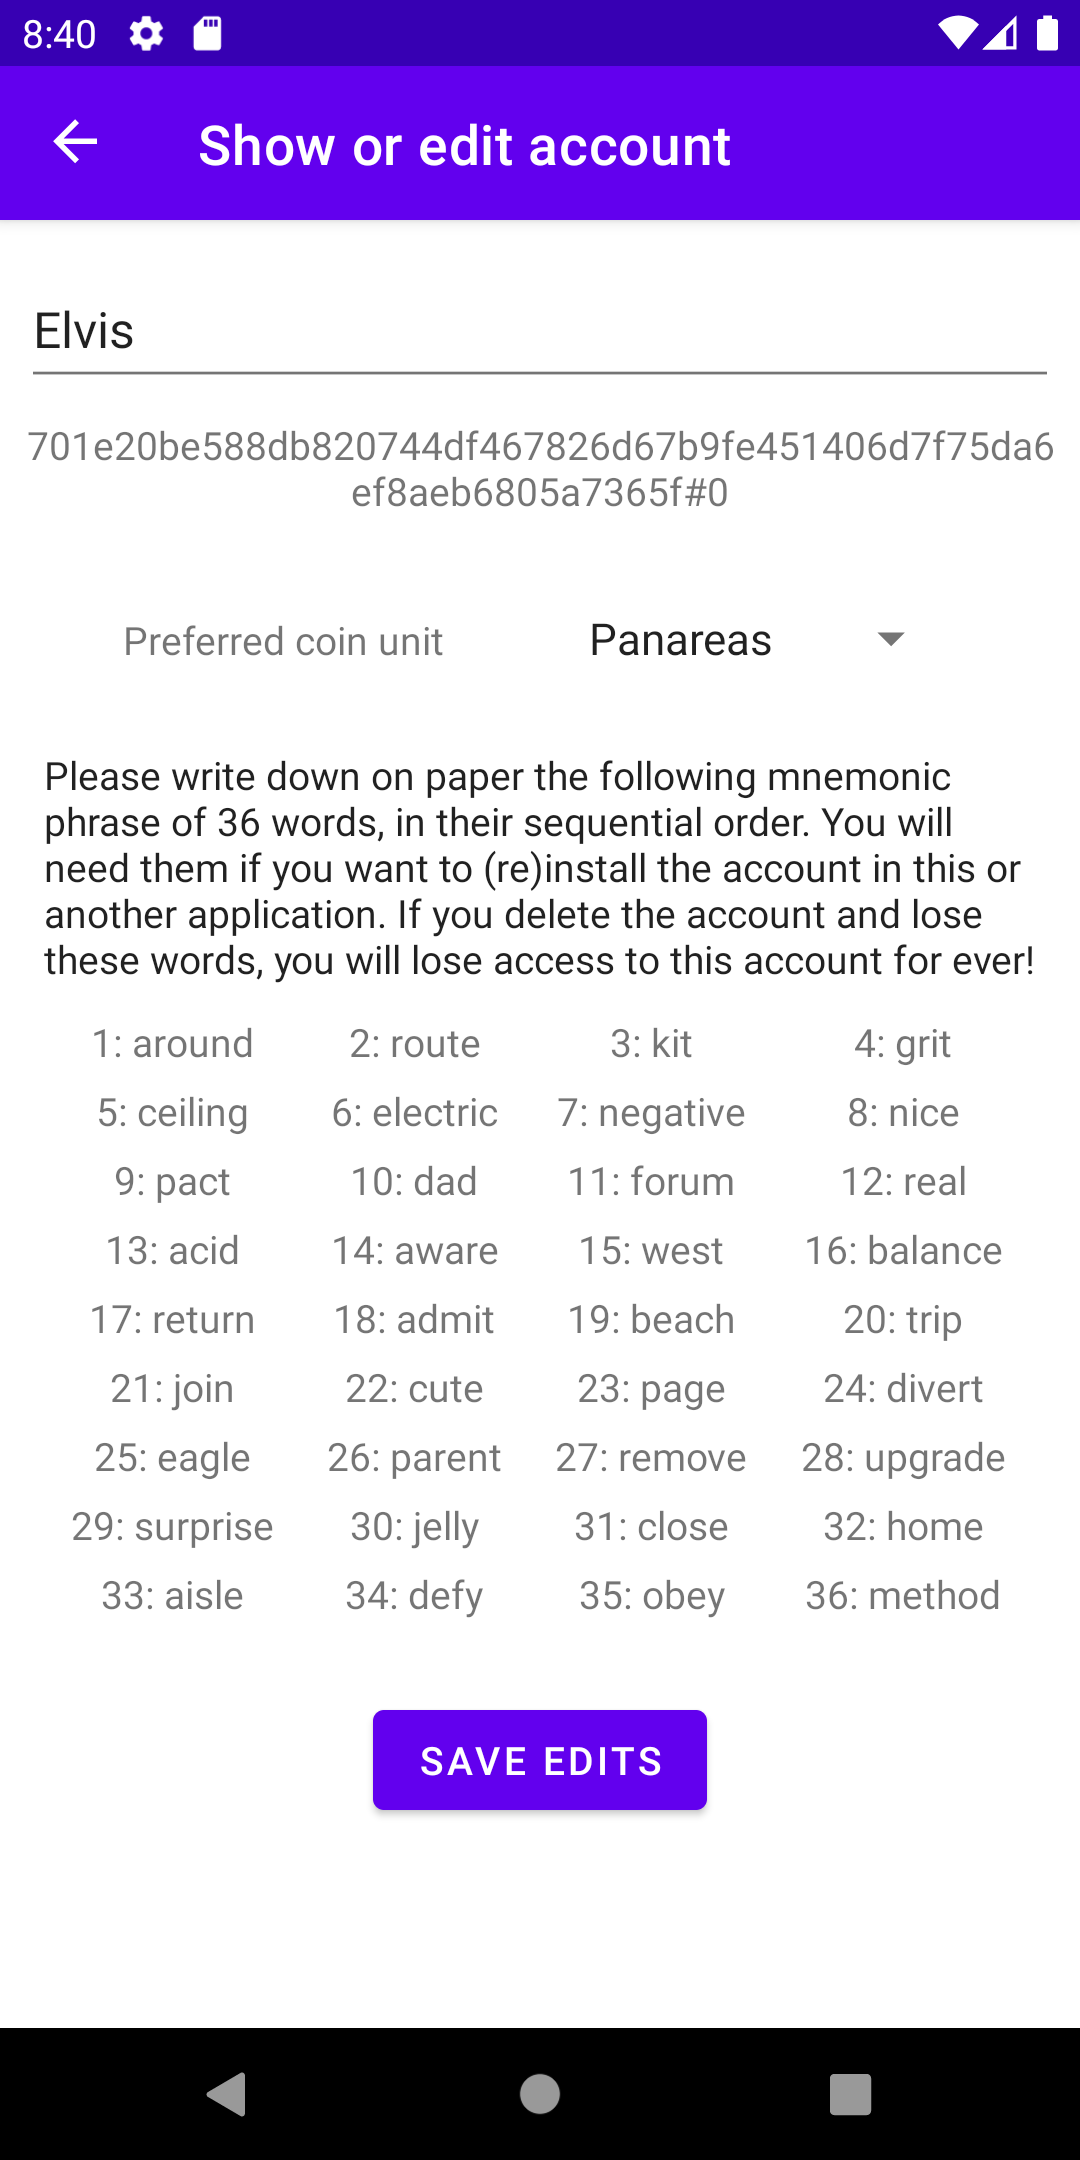 8:40
Show or edit account
Elvis
701e20be588db820744df467826d67b9fe451406d7f75da6
ef8aeb6805a7365f#0
Preferred coin unit Panareas
Please write down on paper the following mnemonic
phrase of 36 words, in their sequential order. You will
need them if you want to (re)install the account in this or
another application. If you delete the account and lose
these words, you will lose access to this account for ever!
1: around 2: route 3: kit 4: grit
5: ceiling 6: electric 7: negative 8: nice
9: pact 10: dad 11: forum 12: real
13: acid 14: aware 15: west 16: balance
17: return 18: admit 19: beach 20: trip
21: join 22: cute 23: page 24: divert
25: eagle 26: parent 27: remove 28: upgrade
29: surprise 30: jelly 31: close 32: home
33: aisle 34: defy 35: obey 36: method
SAVE EDITS